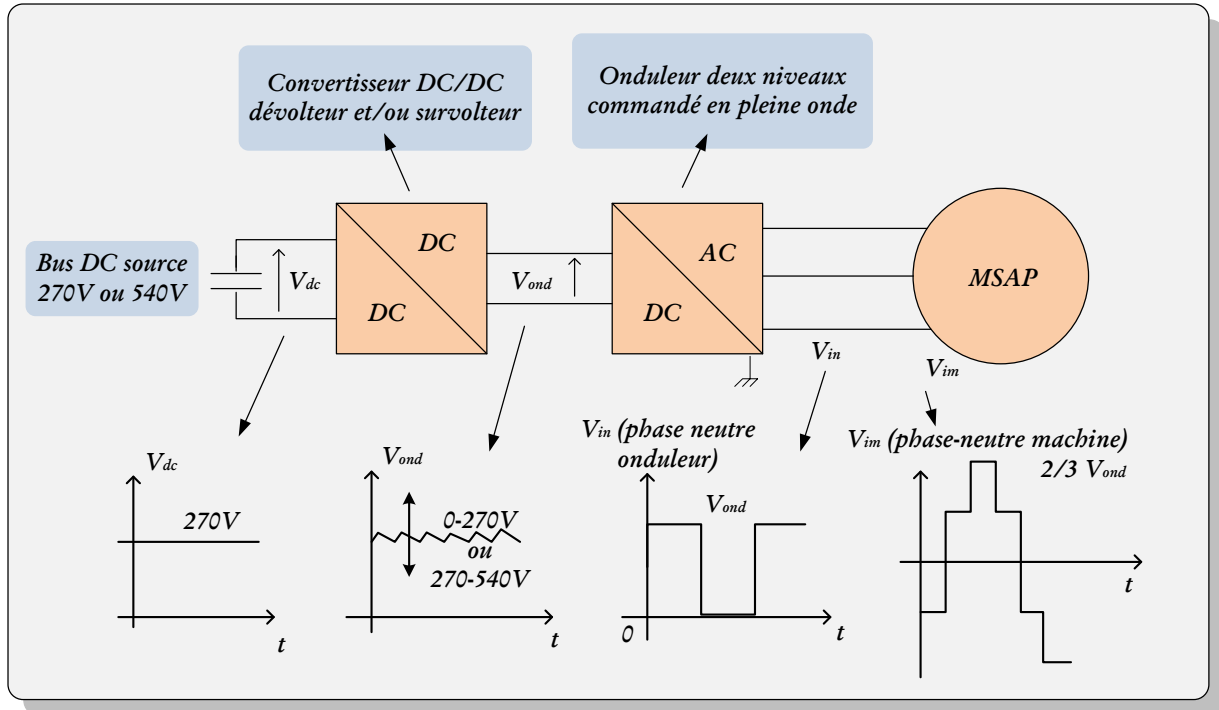 Convertisseur DC/DC
dévolteur et/ou survolteur
Onduleur deux niveaux
commandé en pleine onde
Bus DC source
270V ou 540V
Vdc
DC
DC
Vond
AC
DC
MSAP
Vin
Vim
Vdc
270V
t
Vond
0-270V
ou
270-540V
t
Vin (phase neutre
onduleur)
Vond
0
t
Vim (phase-neutre machine)
2/3 Vond
t